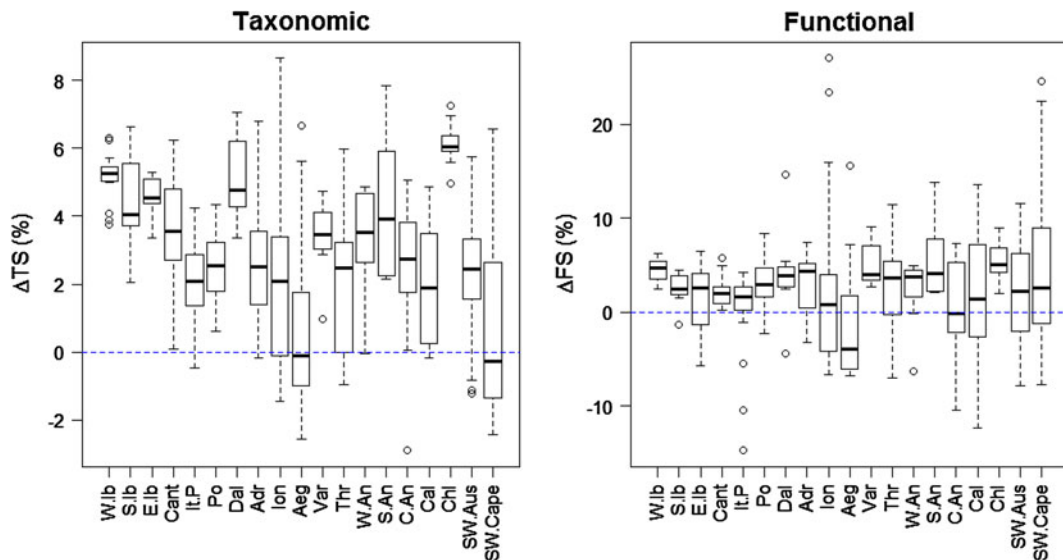 Taxonomic
ΔTS (%)
8
6
4
2
0
-2
W.Ib
S.Ib
E.Ib
Cant
It.P
Po
Dal
Adr
Ion
Aeg
Var
Thr
W.An
S.An
C.An
Cal
Chl
SW.Aus
SW.Cape
Functional
ΔFS (%)
20
10
0
-10
W.Ib
S.Ib
E.Ib
Cant
It.P
Po
Dal
Adr
Ion
Aeg
Var
Thr
W.An
S.An
C.An
Cal
Chl
SW.Aus
SW.Cape